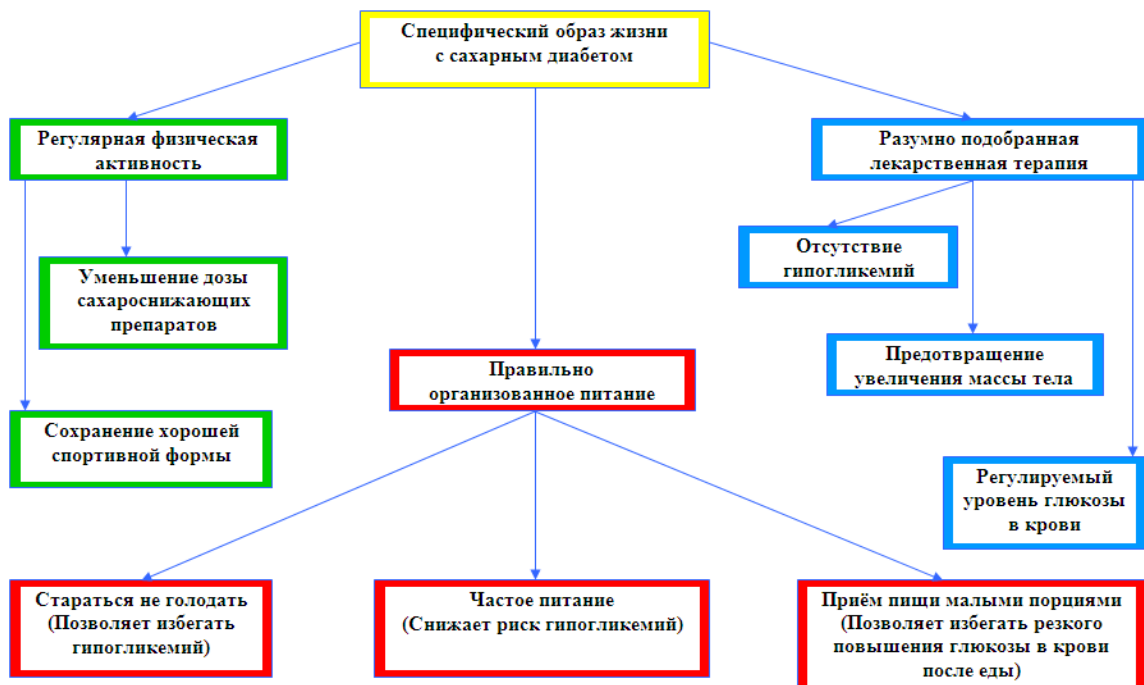 Специфический образ жизни
с сахарным диабетом
Регулярная физическая
активность
Разумно подобранная
лекарственная терапия
Отсутствие
гипогликемий
Уменьшение дозы
сахароснижающих
препаратов
Предотвращение
увеличения массы тела
Правильно
организованное питание
Сохранение хорошей
спортивной формы
Регулируемый
уровень глюкозы
в крови
Стараться не голодать
(Позволяет избегать
гипогликемий)
Частое питание
(Снижает риск гипогликемий)
Приём пищи малыми порциями
(Позволяет избегать резкого
повышения глюкозы в крови
после еды)